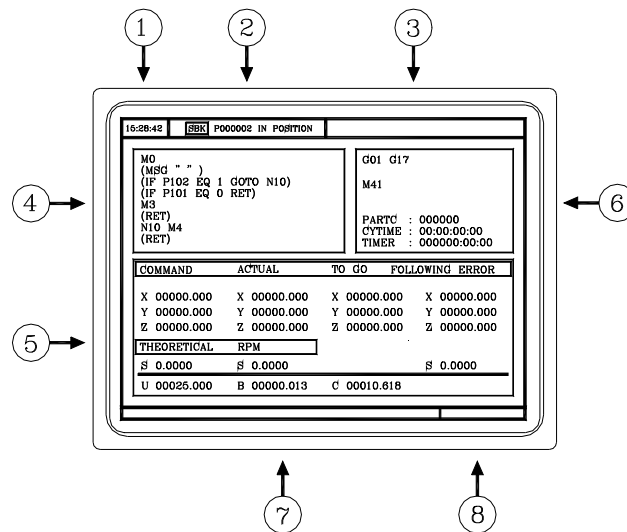 1 2 3
15:28:42 SBK P000002 IN POSITION
M0
(MSG " " )
(IF P102 EQ 1 GOTO N10)
(IF P101 EQ 0 RET)
M3
(RET)
N10 M4
(RET)
G01 G17
M41
PARTC : 000000
CYTIME : 00:00:00:00
TIMER : 000000:00:00
4
6
COMMAND ACTUAL TO GO FOLLOWING ERROR
X 00000.000 X 00000.000 X 00000.000 X 00000.000
Y 00000.000 Y 00000.000 Y 00000.000 Y 00000.000
Z 00000.000 Z 00000.000 Z 00000.000 Z 00000.000
5
THEORETICAL RPM
S 0.0000 S 0.0000 S 0.0000
U 00025.000 B 00000.013 C 00010.618
7 8